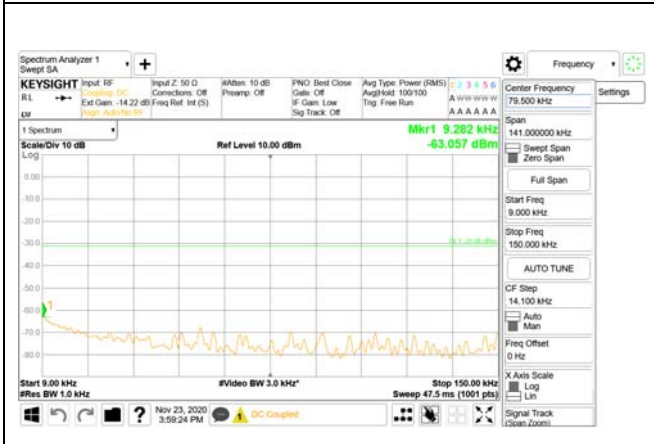 Spectrum Analyzer 1
Swept SA
+
Frequency
KEYSIGHT
RL
Input: RF
Coupling: DC
Ext Gain: -14.22 dB
Align: Auto/No RF
Input Z: 50 Ω
Corrections: Off
Freq Ref: Int (S)
#Atten: 10 dB
Preamp: Off
PNO: Best Close
Gate: Off
IF Gain: Low
Sig Track: Off
Avg Type: Power (RMS)
Avg|Hold: 100/100
Trig: Free Run
1 2 3 4 5 6
A W W W W W
A A A A A A
1 Spectrum
Scale/Div 10 dB
Ref Level 10.00 dBm
Mkr1 9.282 kHz
-63.057 dBm
Log
0.00
-10.0
-20.0
-30.0
-40.0
-50.0
-60.0
-70.0
-80.0
1
Start 9.00 kHz
#Res BW 1.0 kHz
#Video BW 3.0 kHz*
Stop 150.00 kHz
Sweep 47.5 ms (1001 pts)
Center Frequency
79.500 kHz
Settings
Span
141.000000 kHz
Swept Span
Zero Span
Full Span
Start Freq
9.000 kHz
Stop Freq
150.000 kHz
AUTO TUNE
CF Step
14.100 kHz
Auto
Man
Freq Offset
0 Hz
X Axis Scale
Log
Lin
Signal Track
(Span Zoom)
?
Nov 23, 2020
3:59:24 PM
DC Coupled